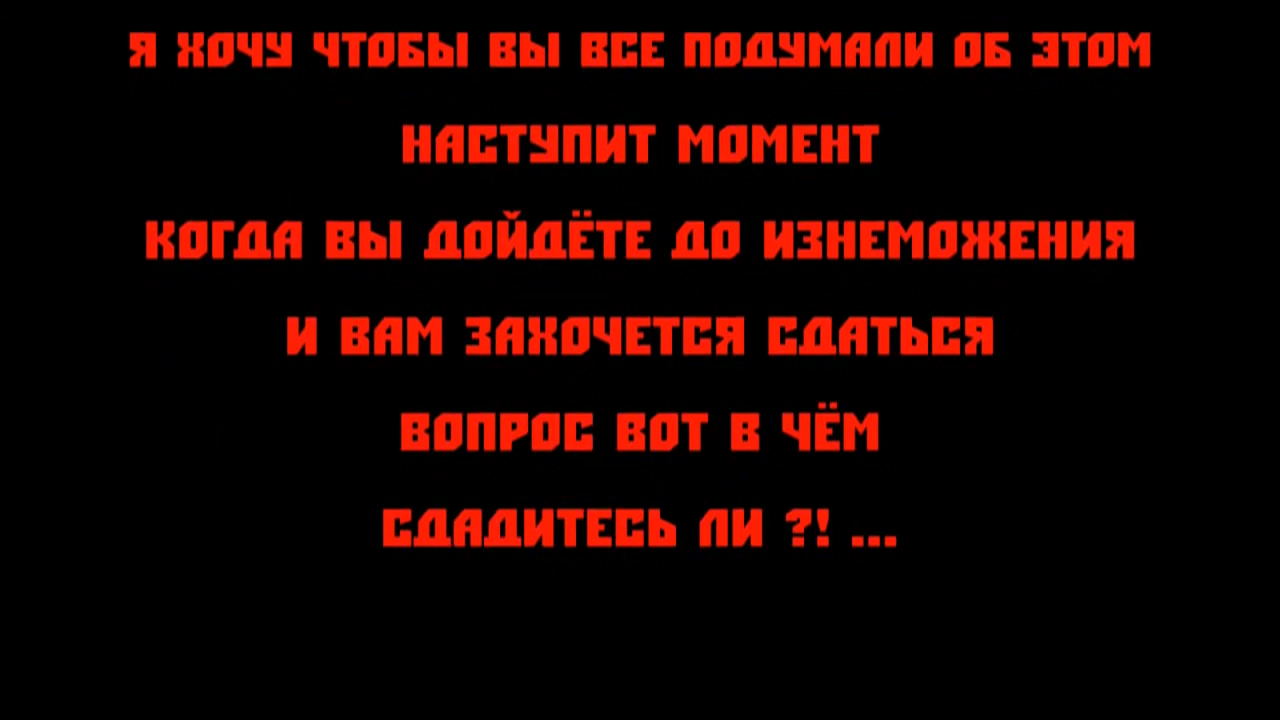 Я ХОЧУ ЧТОБЫ ВЫ ВСЕ ПОДУМАЛИ ОБ ЭТОМ
НАСТУПИТ МОМЕНТ
КОГДА ВЫ ДОЙДЁТЕ ДО ИЗНЕМОЖЕНИЯ
И ВАМ ЗАХОЧЕТСЯ СДАТЬСЯ
ВОПРОС ВОТ В ЧЁМ
СДАДИТЕСЬ ЛИ ?! ...